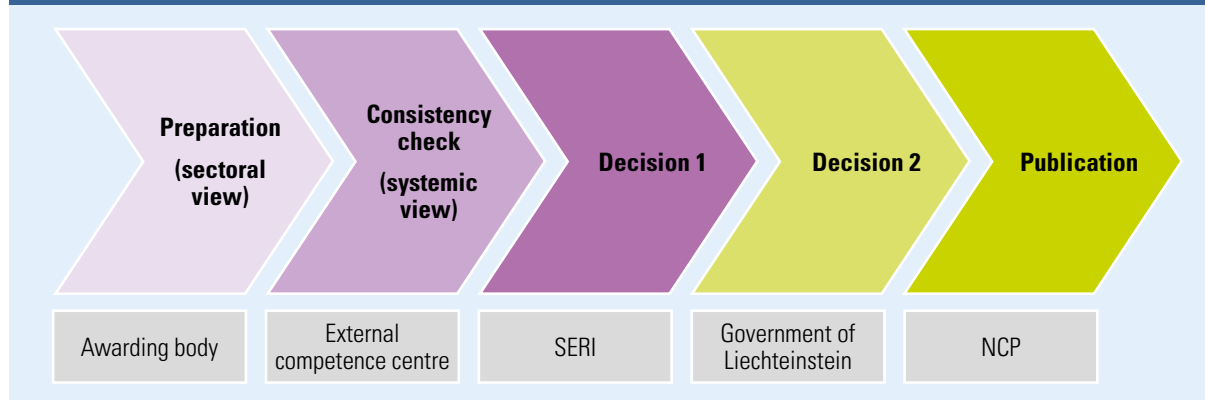 Preparation
(sectoral
view)
Consistency
check
(systemic
view)
Decision 1
Decision 2
Publication
Awarding body
External
competence centre
SERI
Government of
Liechteinstein
NCP